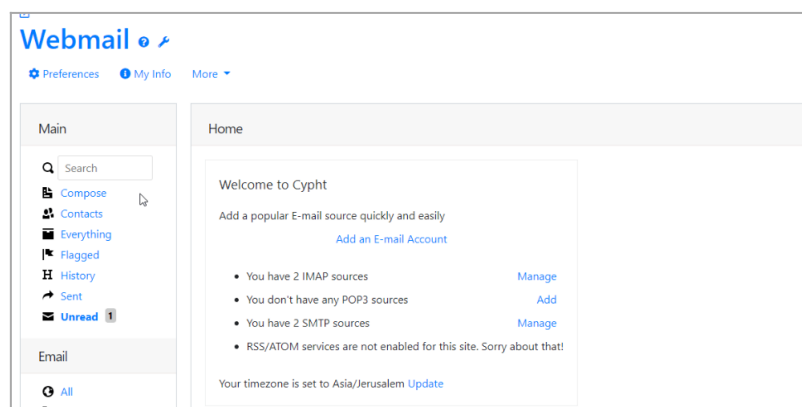 Webmail
Preferences My Info More
Main
Search
Compose
Contacts
Everything
Flagged
History
Sent
Unread 1
Email
All
Home
Welcome to Cypht
Add a popular E-mail source quickly and easily
Add an E-mail Account
You have 2 IMAP sources Manage
You don't have any POP3 sources Add
You have 2 SMTP sources Manage
RSS/ATOM services are not enabled for this site. Sorry about that!
Your timezone is set to Asia/Jerusalem Update